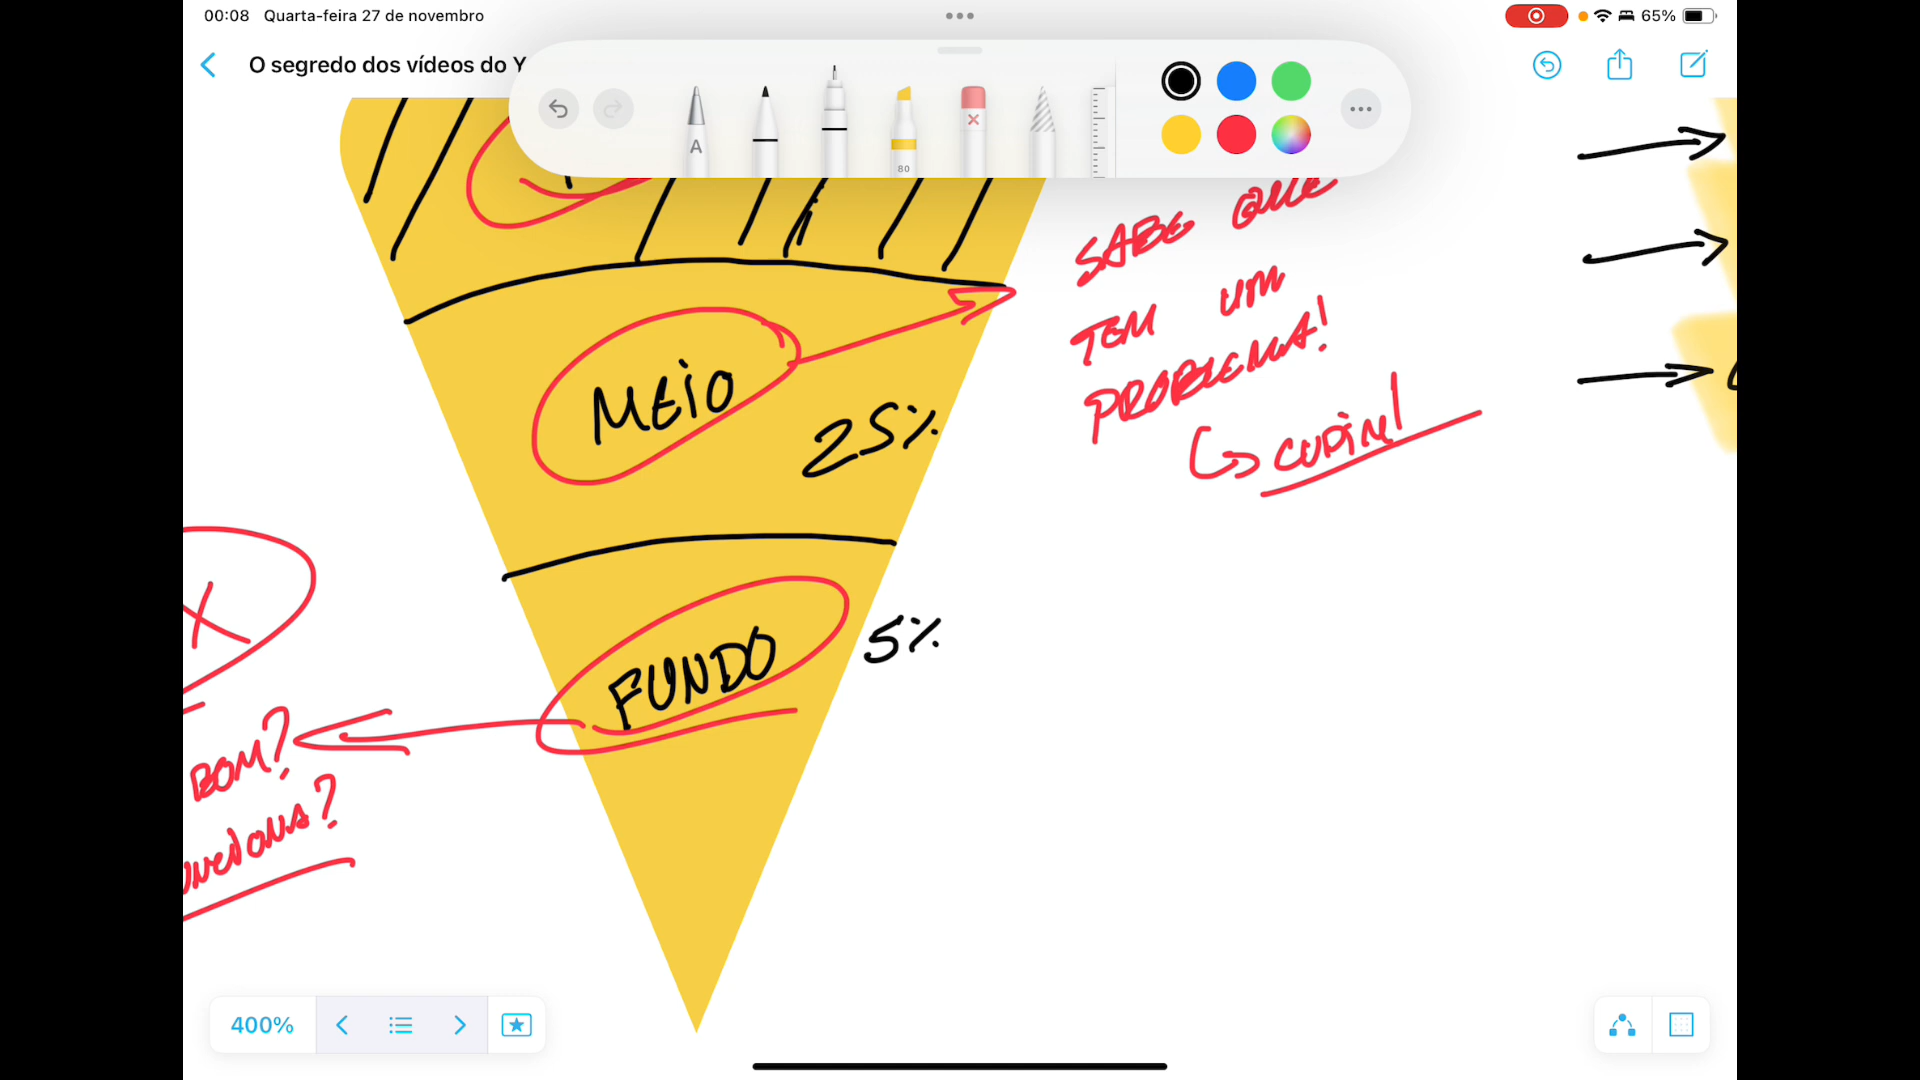 00:08 Quarta-feira 27 de novembro
65%
O segredo dos vídeos do Y
A
80
SABE QUE
TEM UM
PROBLEMA!
MEIO
25%
FUNDO
5%
BOM?
400%